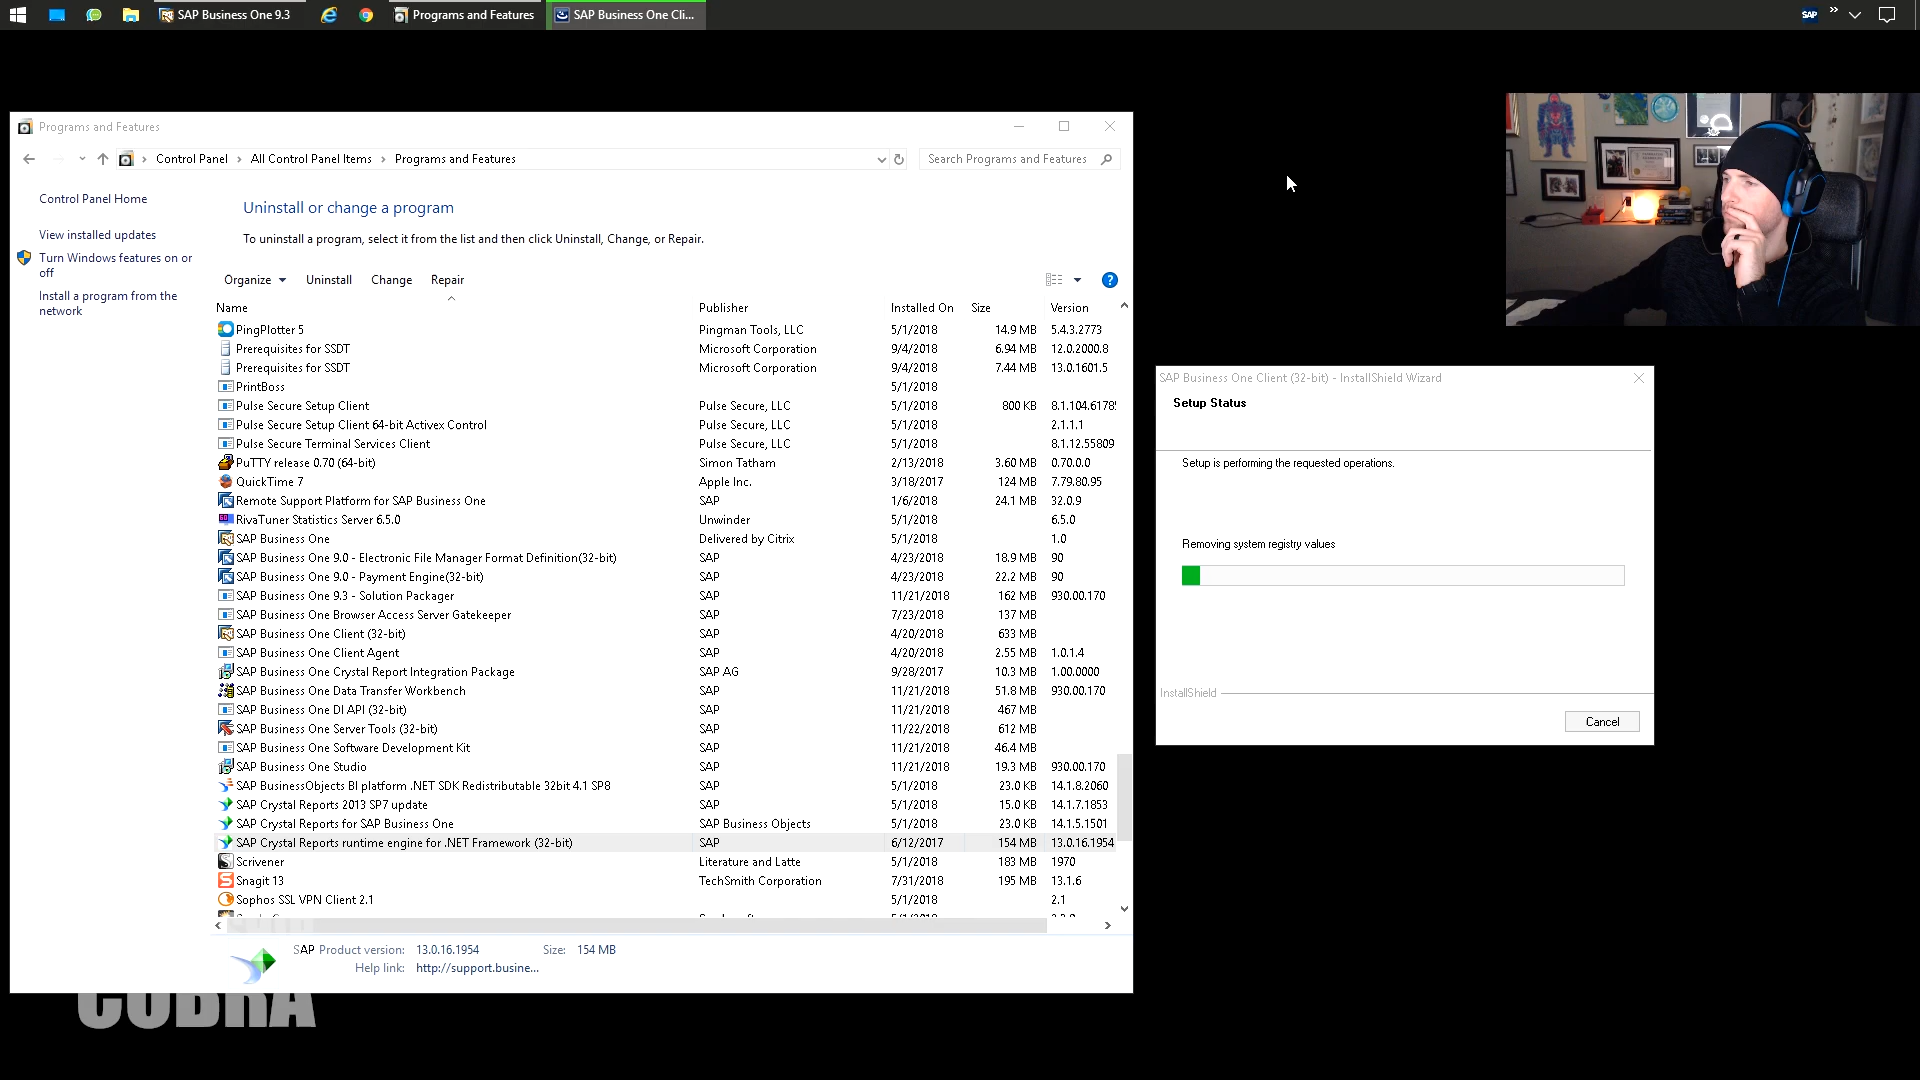 SAP Business One 9.3
Programs and Features
SAP Business One Cli...
SAP
Programs and Features
Control Panel
All Control Panel Items
Programs and Features
Search Programs and Features
Control Panel Home
View installed updates
Turn Windows features on or
off
Install a program from the
network
Uninstall or change a program
To uninstall a program, select it from the list and then click Uninstall, Change, or Repair.
Organize Uninstall Change Repair
Name Publisher Installed On Size Version
PingPlotter 5 Pingman Tools, LLC 5/1/2018 14.9 MB 5.4.3.2773
Prerequisites for SSDT Microsoft Corporation 9/4/2018 6.94 MB 12.0.2000.8
Prerequisites for SSDT Microsoft Corporation 9/4/2018 7.44 MB 13.0.1601.5
PrintBoss 5/1/2018
Pulse Secure Setup Client Pulse Secure, LLC 5/1/2018 800 KB 8.1.104.6178
Pulse Secure Setup Client 64-bit Activex Control Pulse Secure, LLC 5/1/2018 2.1.1.1
Pulse Secure Terminal Services Client Pulse Secure, LLC 5/1/2018 8.1.12.55809
PuTTY release 0.70 (64-bit) Simon Tatham 2/13/2018 3.60 MB 0.70.0.0
QuickTime 7 Apple Inc. 3/18/2017 124 MB 7.79.80.95
Remote Support Platform for SAP Business One SAP 1/6/2018 24.1 MB 32.0.9
RivaTuner Statistics Server 6.5.0 Unwinder 5/1/2018 6.5.0
SAP Business One Delivered by Citrix 5/1/2018 1.0
SAP Business One 9.0 - Electronic File Manager Format Definition(32-bit) SAP 4/23/2018 18.9 MB 90
SAP Business One 9.0 - Payment Engine(32-bit) SAP 4/23/2018 22.2 MB 90
SAP Business One 9.3 - Solution Packager SAP 11/21/2018 162 MB 930.00.170
SAP Business One Browser Access Server Gatekeeper SAP 7/23/2018 137 MB
SAP Business One Client (32-bit) SAP 4/20/2018 633 MB
SAP Business One Client Agent SAP 4/20/2018 2.55 MB 1.0.1.4
SAP Business One Crystal Report Integration Package SAP AG 9/28/2017 10.3 MB 1.00.0000
SAP Business One Data Transfer Workbench SAP 11/21/2018 51.8 MB 930.00.170
SAP Business One DI API (32-bit) SAP 11/21/2018 467 MB
SAP Business One Server Tools (32-bit) SAP 11/22/2018 612 MB
SAP Business One Software Development Kit SAP 11/21/2018 46.4 MB
SAP Business One Studio SAP 11/21/2018 19.3 MB 930.00.170
SAP BusinessObjects BI platform .NET SDK Redistributable 32bit 4.1 SP8 SAP 5/1/2018 23.0 KB 14.1.8.2060
SAP Crystal Reports 2013 SP7 update SAP 5/1/2018 15.0 KB 14.1.7.1853
SAP Crystal Reports for SAP Business One SAP Business Objects 5/1/2018 23.0 KB 14.1.5.1501
SAP Crystal Reports runtime engine for .NET Framework (32-bit) SAP 6/12/2017 154 MB 13.0.16.1954
Scrivener Literature and Latte 5/1/2018 183 MB 1970
Snagit 13 TechSmith Corporation 7/31/2018 195 MB 13.1.6
Sophos SSL VPN Client 2.1 5/1/2018 2.1
SAP Product version: 13.0.16.1954 Size: 154 MB
Help link: http://support.busine...
COBRA
SAP Business One Client (32-bit) - InstallShield Wizard
Setup Status
Setup is performing the requested operations.
Removing system registry values
InstallShield
Cancel